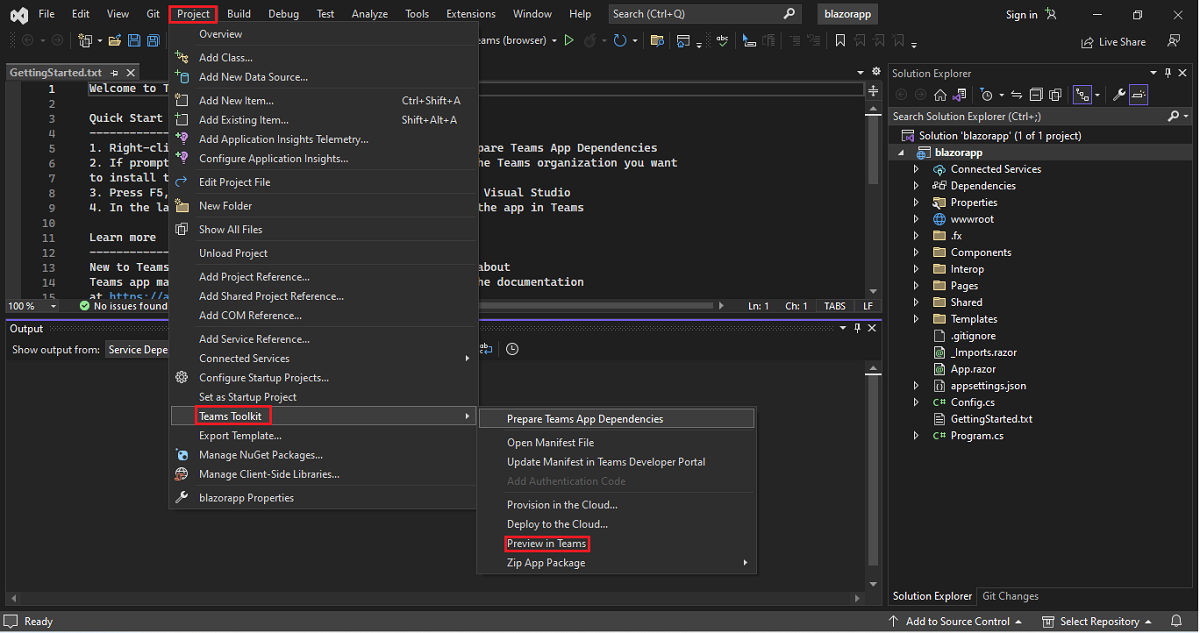 File Edit View Git Project Build Debug Test Analyze Tools Extensions Window Help Search (Ctrl+Q) blazorapp Sign in
eams (browser) Live Share
GettingStarted.txt
1 Welcome to T
2
3 Quick Start
4 --------------
5 1. Right-cli pare Teams App Dependencies
6 2. If prompt he Teams organization you want
7 to install t
8 3. Press F5, Visual Studio
9 4. In the la the app in Teams
10
11 Learn more
12 --------------
13 New to Teams bout
14 Teams app ma he documentation
15 at https://a
100 % No issues found Ln: 1 Ch: 1 TABS LF
Overview
Add Class...
Add New Data Source...
Add New Item... Ctrl+Shift+A
Add Existing Item... Shift+Alt+A
Add Application Insights Telemetry...
Configure Application Insights...
Edit Project File
New Folder
Show All Files
Unload Project
Add Project Reference...
Add Shared Project Reference...
Add COM Reference...
Add Service Reference...
Connected Services
Configure Startup Projects...
Set as Startup Project
Teams Toolkit
Export Template...
Manage NuGet Packages...
Manage Client-Side Libraries...
blazorapp Properties
Prepare Teams App Dependencies
Open Manifest File
Update Manifest in Teams Developer Portal
Add Authentication Code
Provision in the Cloud...
Deploy to the Cloud...
Preview in Teams
Zip App Package
Output
Show output from: Service Depe
Solution Explorer
Search Solution Explorer (Ctrl+;)
Solution 'blazorapp' (1 of 1 project)
blazorapp
Connected Services
Dependencies
Properties
wwwroot
.fx
Components
Interop
Pages
Shared
Templates
.gitignore
_Imports.razor
App.razor
appsettings.json
C# Config.cs
GettingStarted.txt
C# Program.cs
Solution Explorer Git Changes
Ready Add to Source Control Select Repository